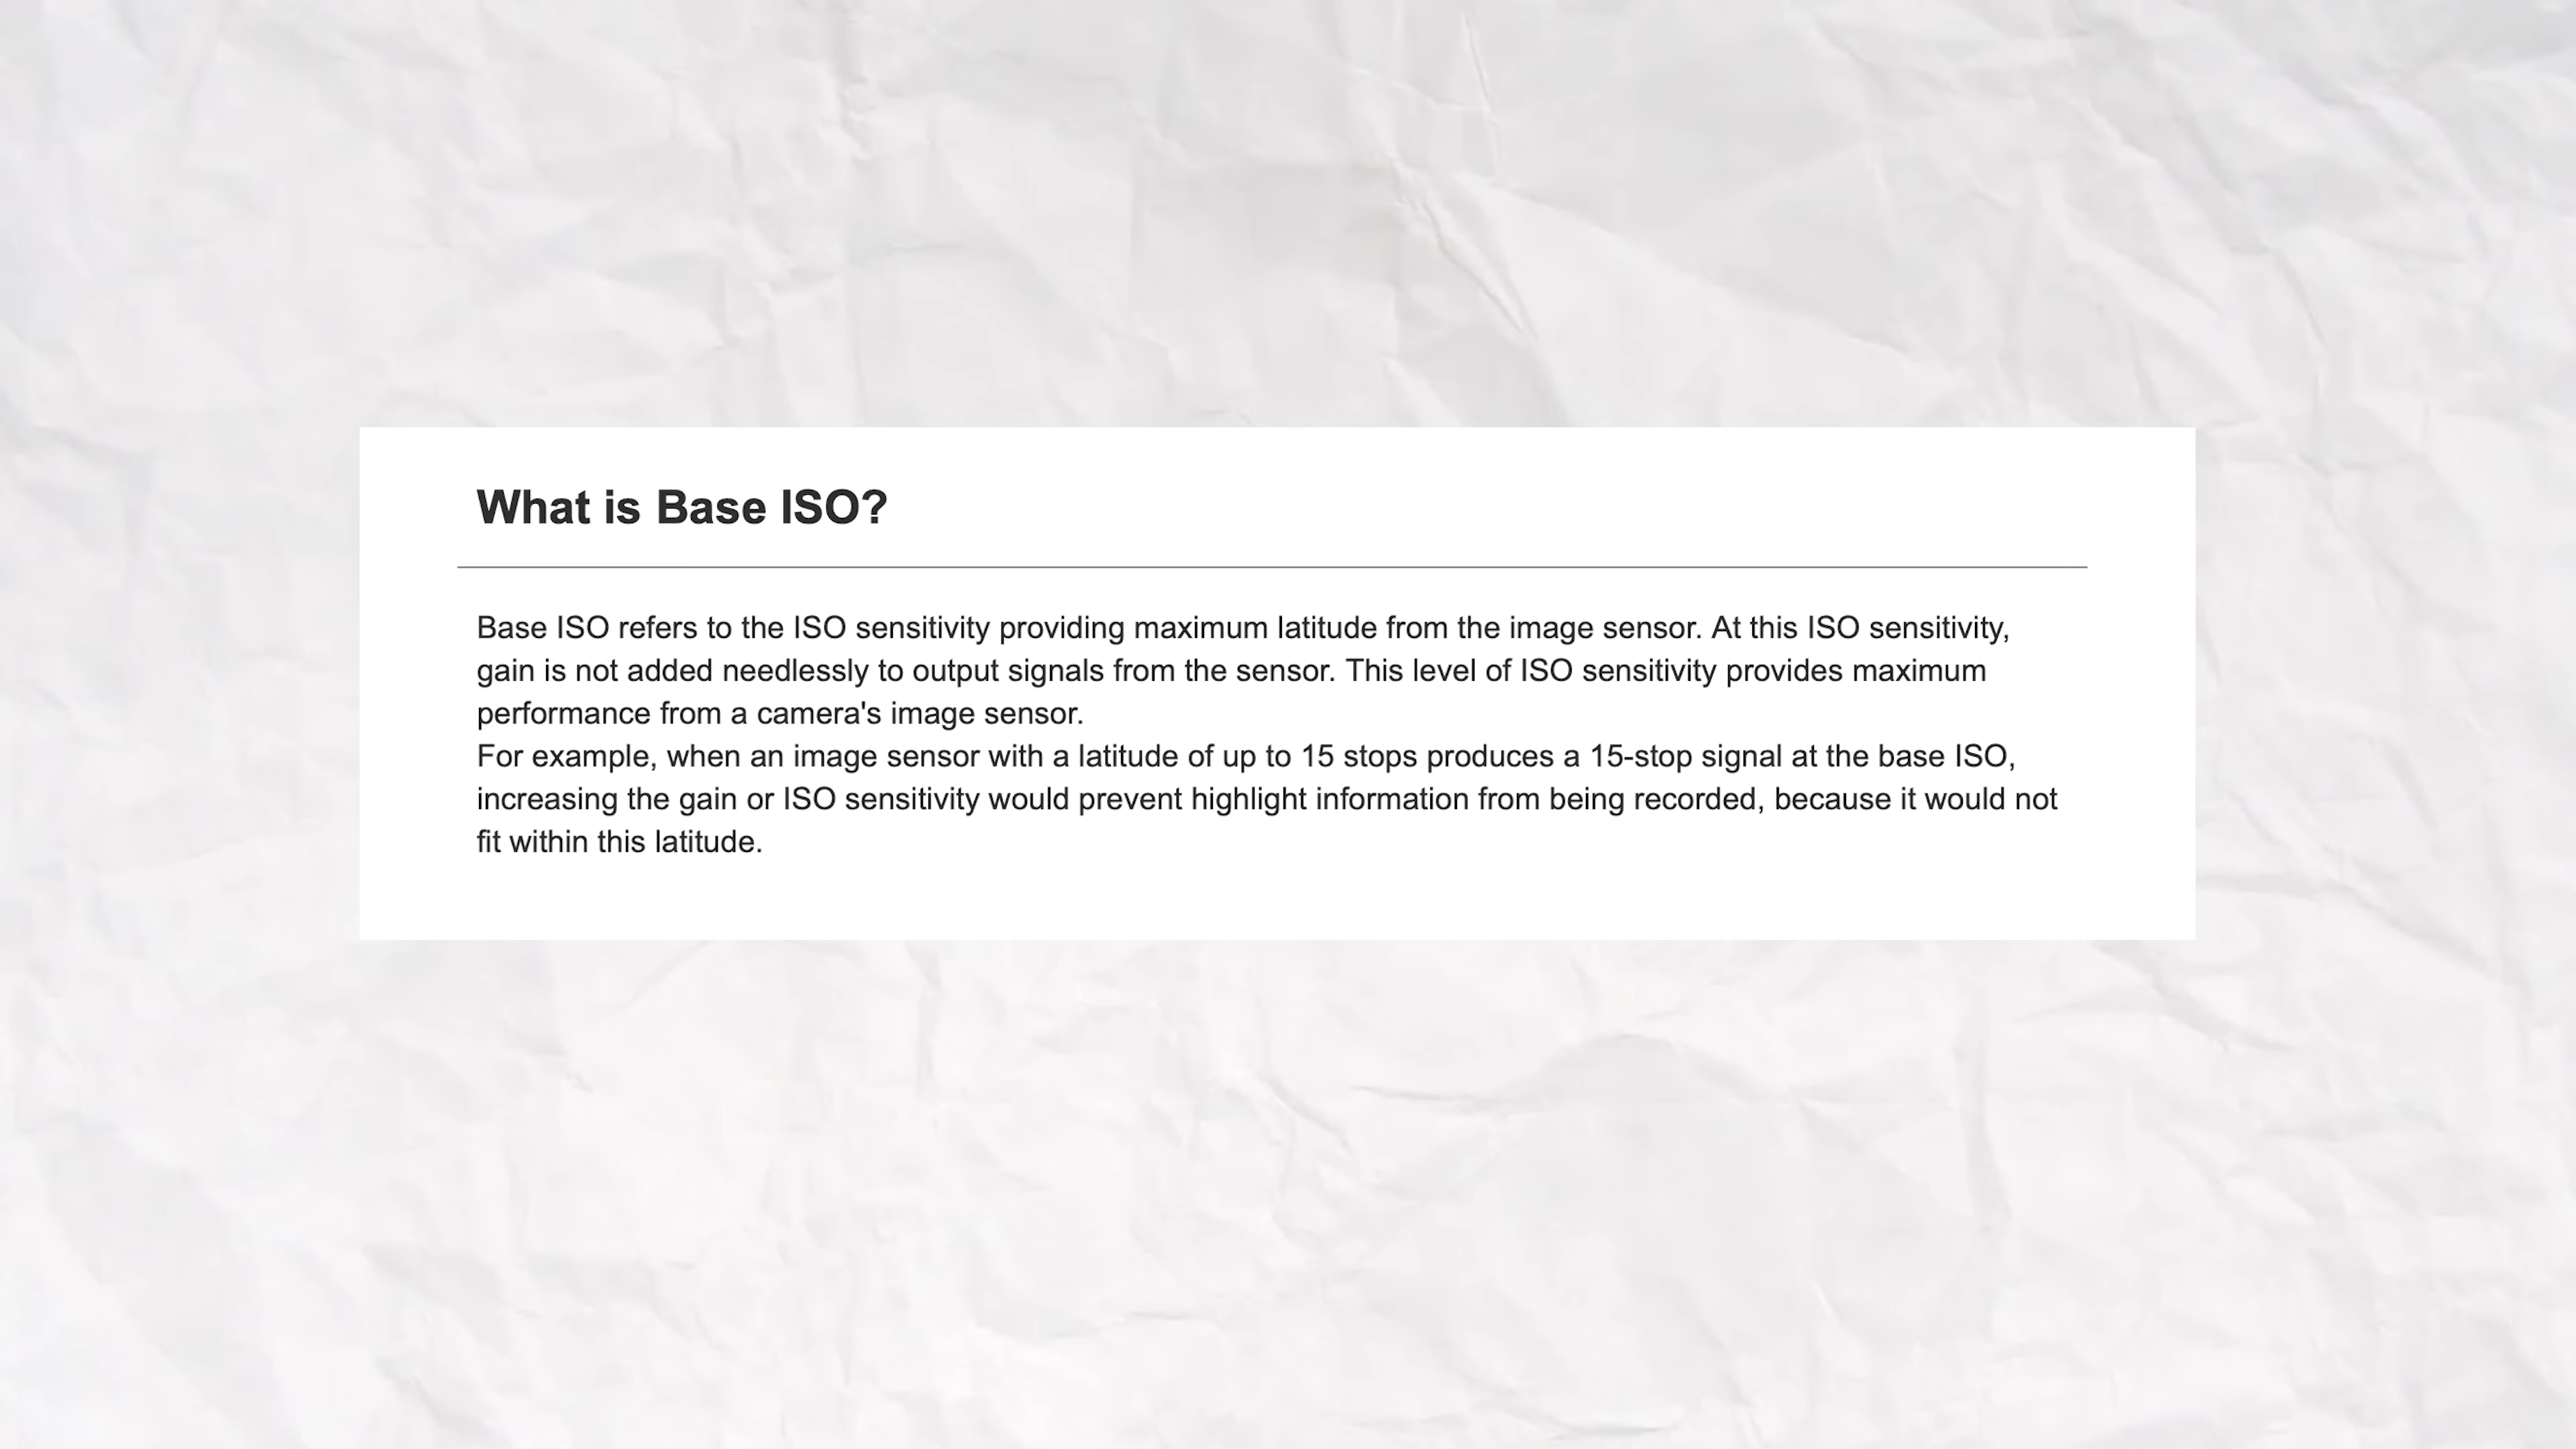 What is Base ISO?
Base ISO refers to the ISO sensitivity providing maximum latitude from the image sensor. At this ISO sensitivity,
gain is not added needlessly to output signals from the sensor. This level of ISO sensitivity provides maximum
performance from a camera's image sensor.
For example, when an image sensor with a latitude of up to 15 stops produces a 15-stop signal at the base ISO,
increasing the gain or ISO sensitivity would prevent highlight information from being recorded, because it would not
fit within this latitude.